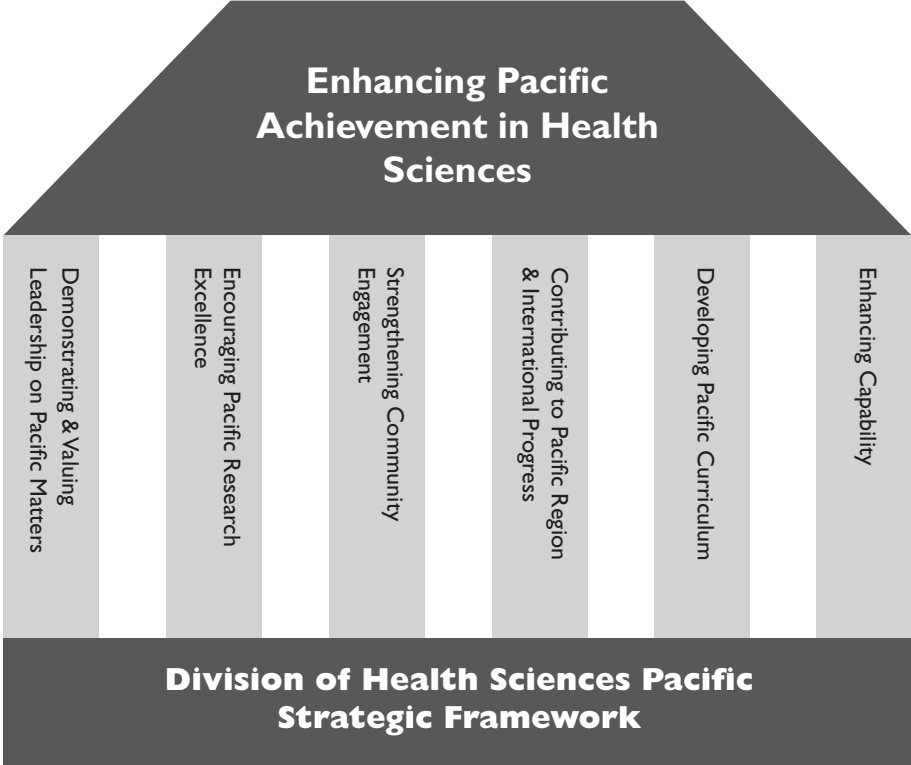 Enhancing Pacific
Achievement in Health
Sciences
Demonstrating & Valuing
Leadership on Pacific Matters
Encouraging Pacific Research
Excellence
Strengthening Community
Engagement
Contributing to Pacific Region
& International Progress
Developing Pacific Curriculum
Enhancing Capability
Division of Health Sciences Pacific
Strategic Framework